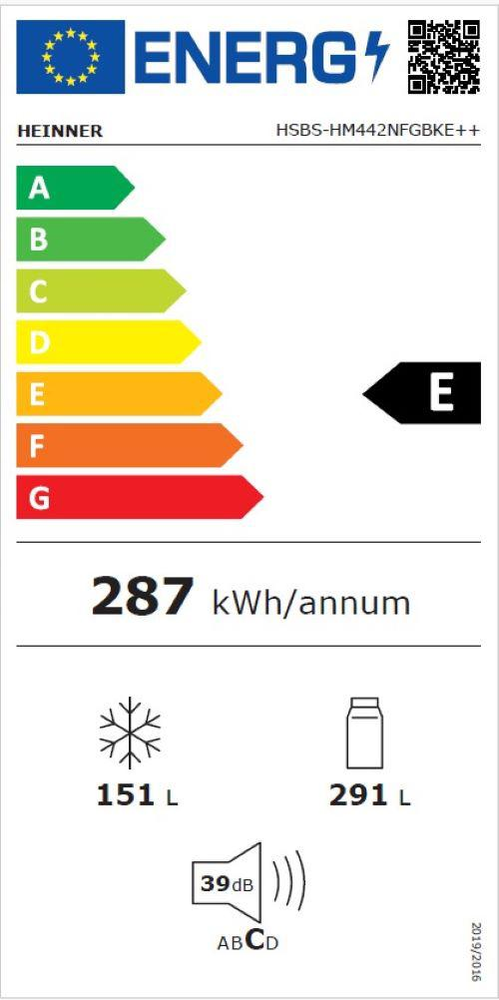 ENERG
HEINNER HSBS-HM442NFGBKE++
A
B
C
D
E
E
F
G
287 kWh/annum
151 L 291 L
39dB
ABCD
2019/2016